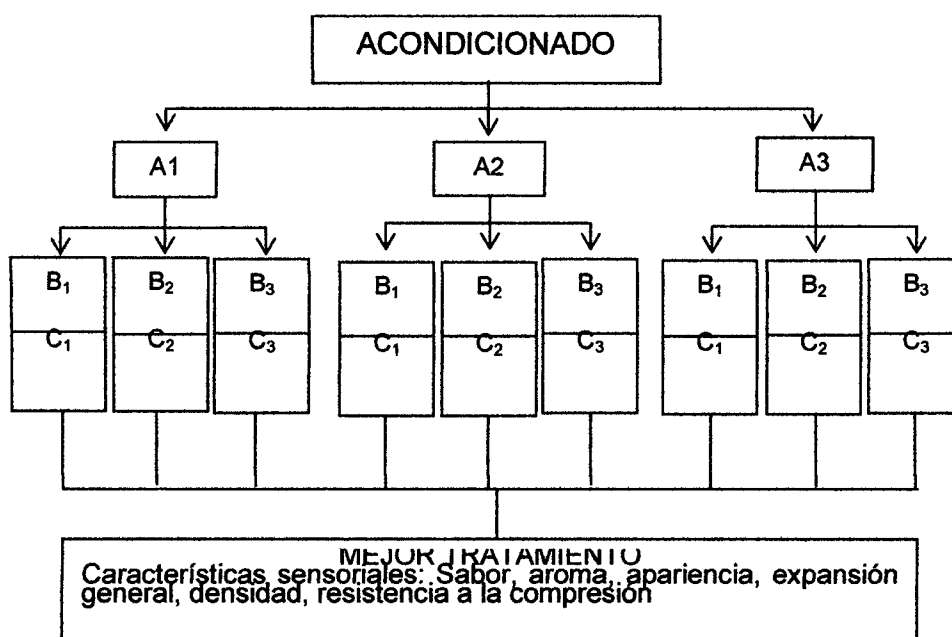 ACONDICIONADO
A1 A2 A3
B₁ B₂ B₃ B₁ B₂ B₃ B₁ B₂ B₃
C₁ C₂ C₃ C₁ C₂ C₃ C₁ C₂ C₃
MEJOR TRATAMIENTO
Características sensoriales: Sabor, aroma, apariencia, expansión
general, densidad, resistencia a la compresión